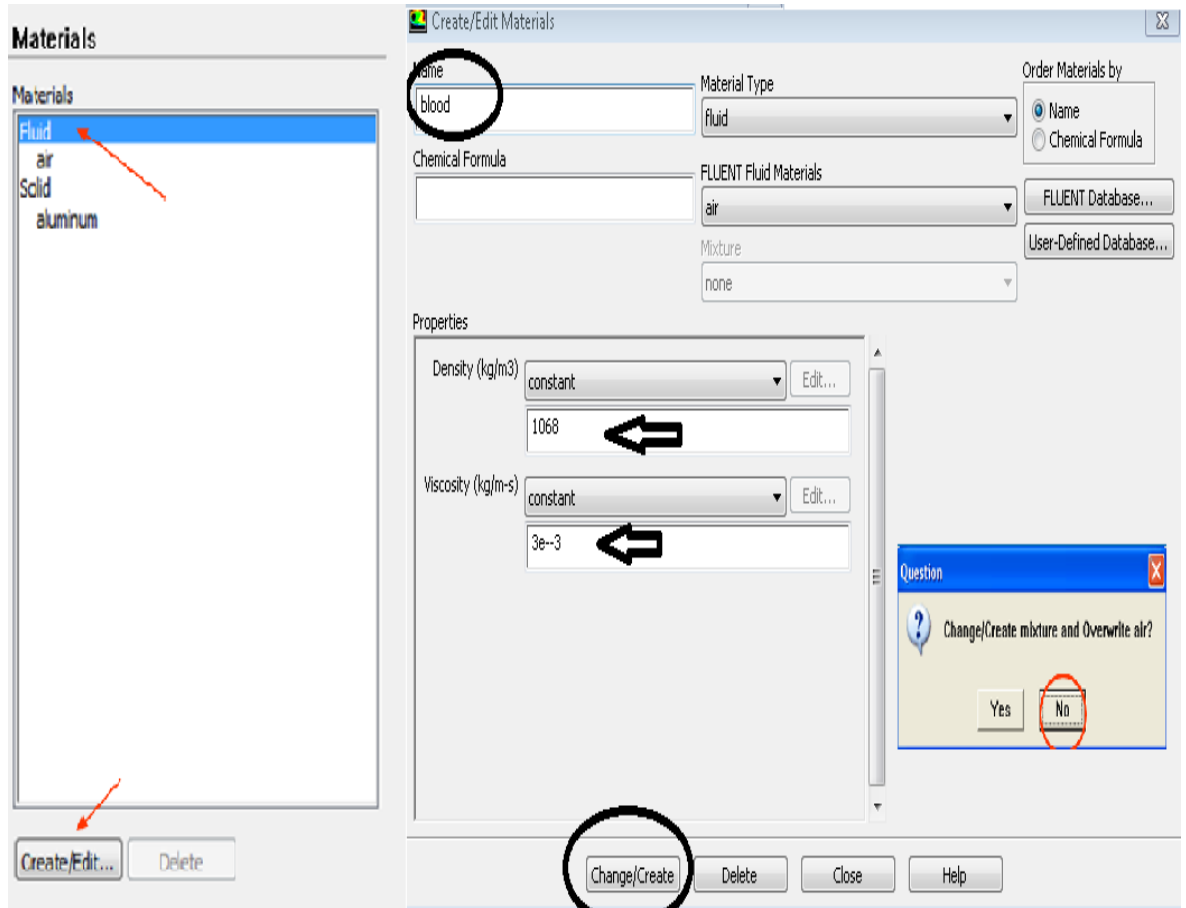 Materials
Materials
Fluid
air
Solid
aluminum
Create/Edit...
Delete
Create/Edit Materials
Name
blood
Chemical Formula
Material Type
fluid
FLUENT Fluid Materials
air
Mixture
none
Order Materials by
Name
Chemical Formula
FLUENT Database...
User-Defined Database...
Properties
Density (kg/m3)
constant
Edit...
1068
Viscosity (kg/m-s)
constant
Edit...
3e--3
Question
Change/Create mixture and Overwrite air?
Yes
No
Change/Create
Delete
Close
Help